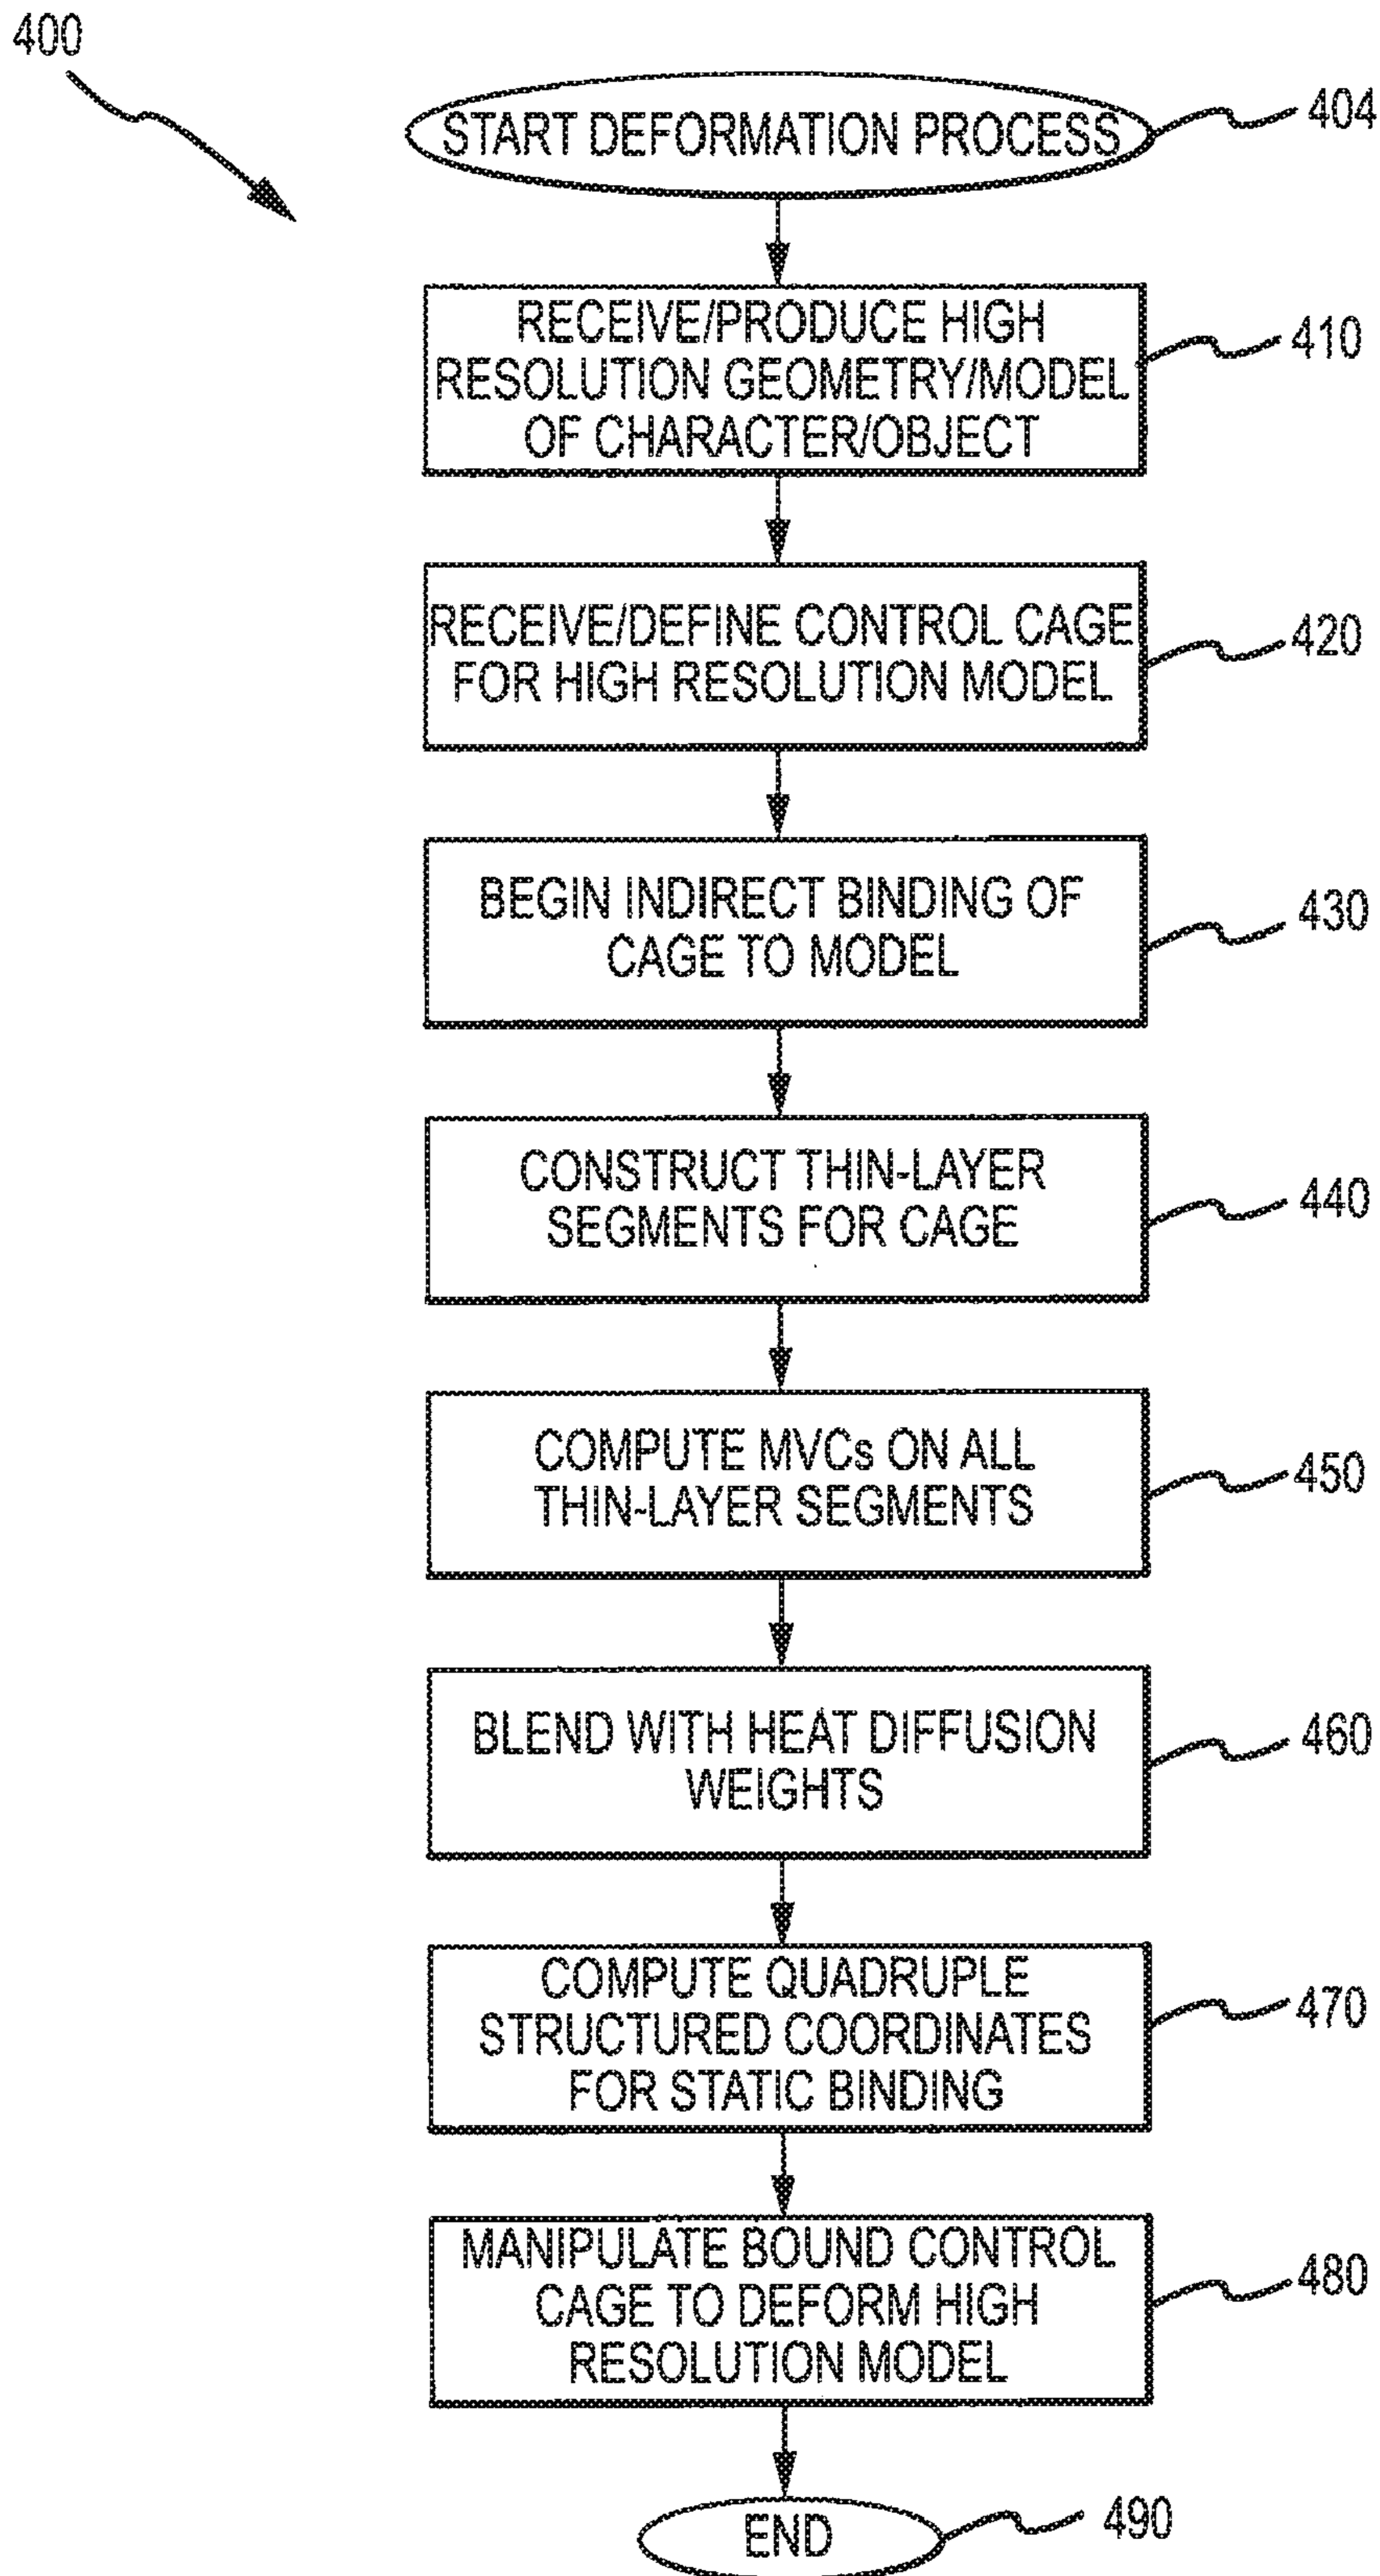 400
START DEFORMATION PROCESS
404
RECEIVE/PRODUCE HIGH
RESOLUTION GEOMETRY/MODEL
OF CHARACTER/OBJECT
410
RECEIVE/DEFINE CONTROL CAGE
FOR HIGH RESOLUTION MODEL
420
BEGIN INDIRECT BINDING OF
CAGE TO MODEL
430
CONSTRUCT THIN-LAYER
SEGMENTS FOR CAGE
440
COMPUTE MVCs ON ALL
THIN-LAYER SEGMENTS
450
BLEND WITH HEAT DIFFUSION
WEIGHTS
460
COMPUTE QUADRUPLE
STRUCTURED COORDINATES
FOR STATIC BINDING
470
MANIPULATE BOUND CONTROL
CAGE TO DEFORM HIGH
RESOLUTION MODEL
480
END
490